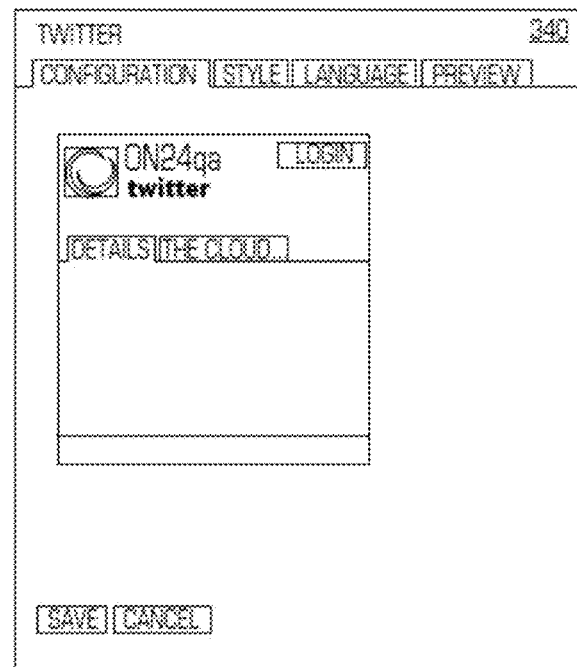 TWITTER 340
CONFIGURATION STYLE LANGUAGE PREVIEW
ON24qa LOGIN
twitter
DETAILS THE CLOUD...
SAVE CANCEL